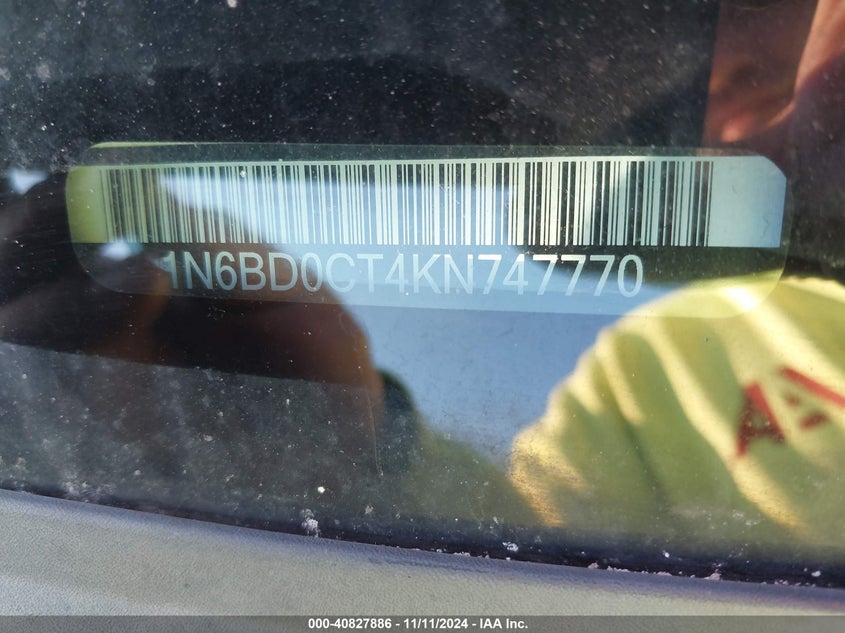 1N6BD0CT4KN747770
000-40827886 - 11/11/2024 - IAA Inc.